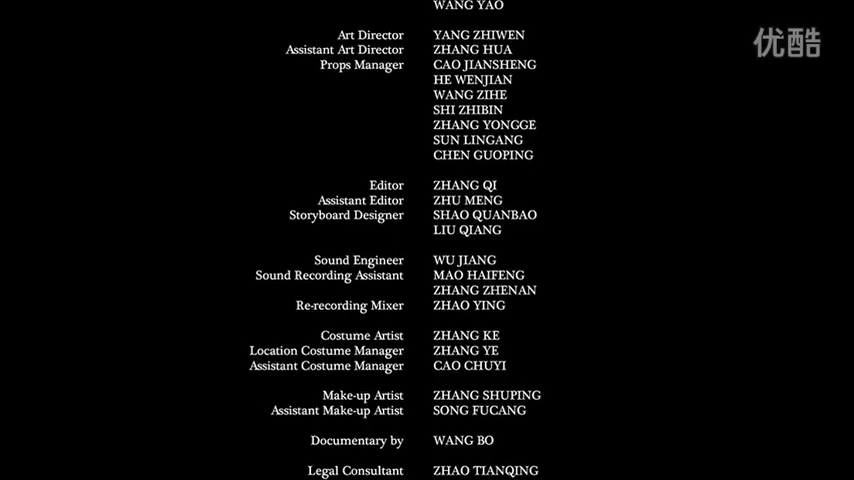 WANG YAO
优酷
Art Director YANG ZHIWEN
Assistant Art Director ZHANG HUA
Props Manager CAO JIANSHENG
HE WENJIAN
WANG ZIHE
SHI ZHIBIN
ZHANG YONGGE
SUN LINGANG
CHEN GUOPING
Editor ZHANG QI
Assistant Editor ZHU MENG
Storyboard Designer SHAO QUANBAO
LIU QIANG
Sound Engineer WU JIANG
Sound Recording Assistant MAO HAIFENG
ZHANG ZHENAN
Re-recording Mixer ZHAO YING
Costume Artist ZHANG KE
Location Costume Manager ZHANG YE
Assistant Costume Manager CAO CHUYI
Make-up Artist ZHANG SHUPING
Assistant Make-up Artist SONG FUCANG
Documentary by WANG BO
Legal Consultant ZHAO TIANQING